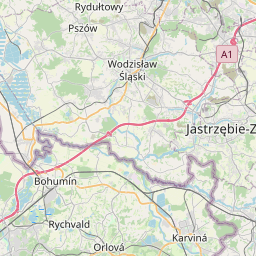 Rydułtowy
Pszów
Wodzisław
Śląski
A1
Jastrzębie-Z
Bohumín
Rychvald
Orlová
Karviná